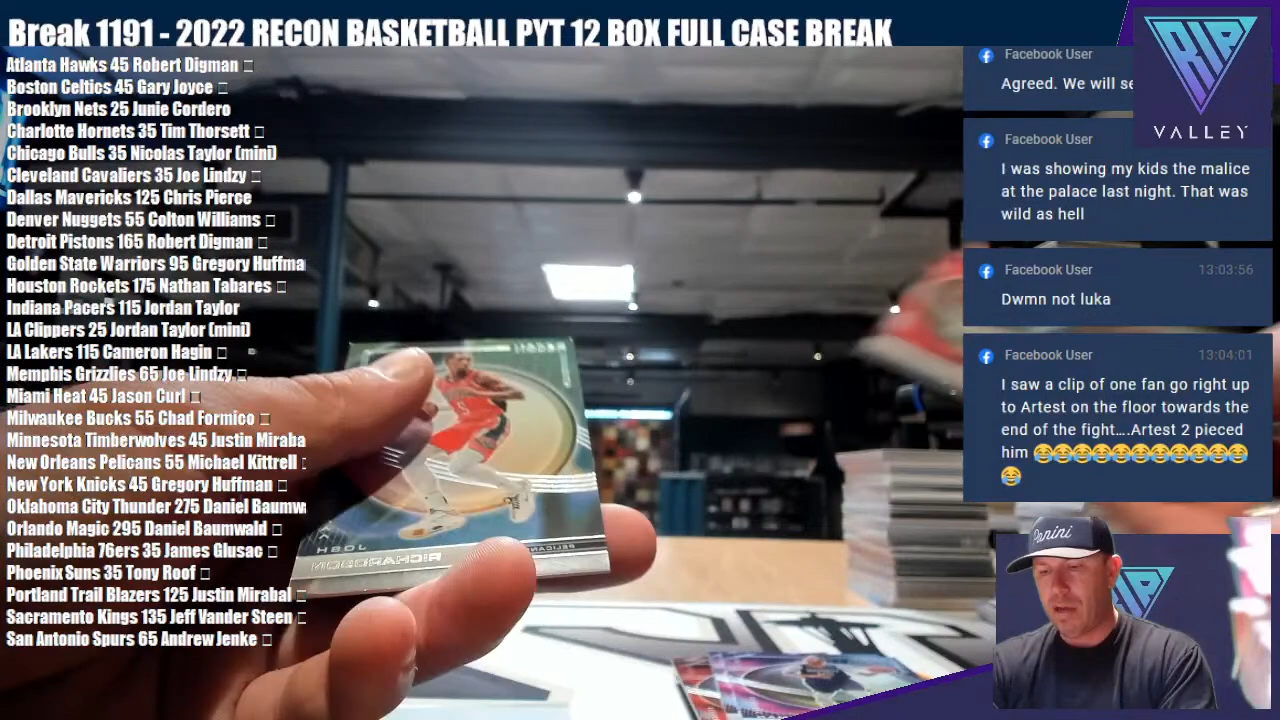 Break 1191 - 2022 RECON BASKETBALL PYT 12 BOX FULL CASE BREAK
Atlanta Hawks 45 Robert Digman
Boston Celtics 45 Gary Joyce
Brooklyn Nets 25 Junie Cordero
Charlotte Hornets 35 Tim Thorsett
Chicago Bulls 35 Nicolas Taylor (mini)
Cleveland Cavaliers 35 Joe Lindzy
Dallas Mavericks 125 Chris Pierce
Denver Nuggets 55 Colton Williams
Detroit Pistons 165 Robert Digman
Golden State Warriors 95 Gregory Huffma
Houston Rockets 175 Nathan Tabares
Indiana Pacers 115 Jordan Taylor
LA Clippers 25 Jordan Taylor (mini)
LA Lakers 115 Cameron Hagin
Memphis Grizzlies 65 Joe Lindzy
Miami Heat 45 Jason Curl
Milwaukee Bucks 55 Chad Formico
Minnesota Timberwolves 45 Justin Miraba
New Orleans Pelicans 55 Michael Kittrell
New York Knicks 45 Gregory Huffman
Oklahoma City Thunder 275 Daniel Baumwa
Orlando Magic 295 Daniel Baumwald
Philadelphia 76ers 35 James Glusac
Phoenix Suns 35 Tony Roof
Portland Trail Blazers 125 Justin Mirabal
Sacramento Kings 135 Jeff Vander Steen
San Antonio Spurs 65 Andrew Jenke
JOSH
RICHARDSON
PELICANS
Facebook User
Agreed. We will se
Facebook User
I was showing my kids the malice
at the palace last night. That was
wild as hell
Facebook User 13:03:56
Dwmn not luka
Facebook User 13:04:01
I saw a clip of one fan go right up
to Artest on the floor towards the
end of the fight....Artest 2 pieced
him 😂😂😂😂😂😂😂😂😂😂😂
😂
RIP
VALLEY
Panini
RIP